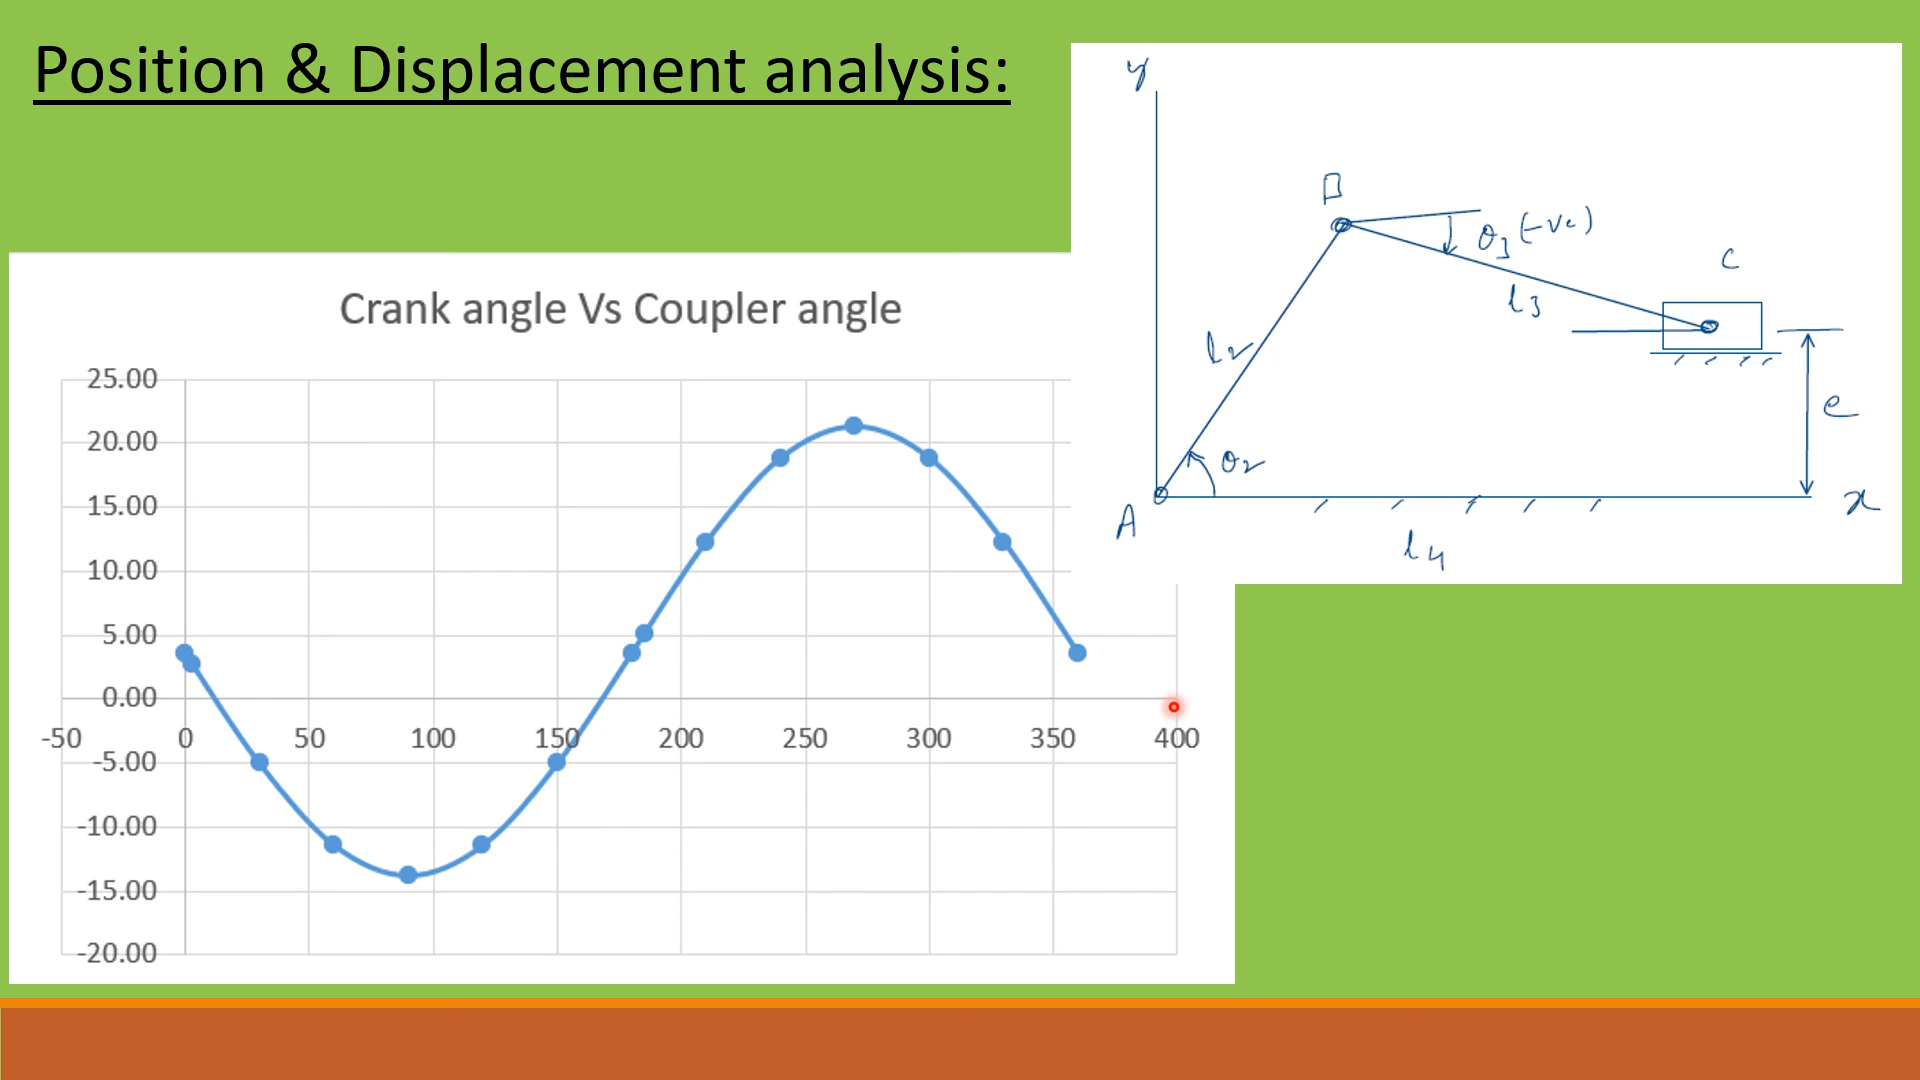 Position & Displacement analysis:
Crank angle Vs Coupler angle
25.00
20.00
15.00
10.00
5.00
0.00
-5.00
-10.00
-15.00
-20.00
-50 0 50 100 150 200 250 300 350 400
y
B
θ3 (-ve)
C
l3
l2
e
θ2
A
x
l4